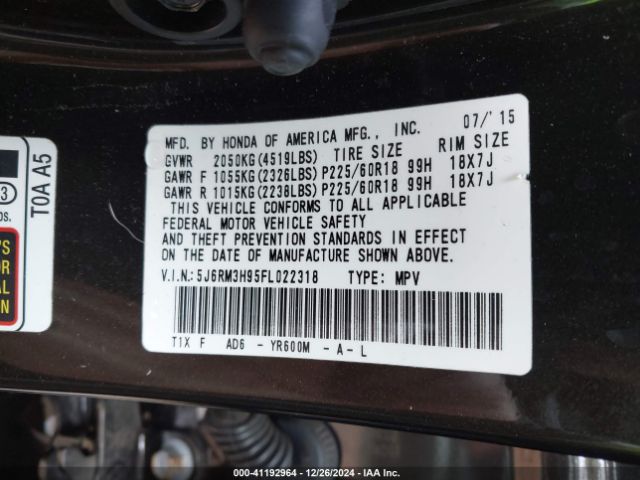 MFD. BY HONDA OF AMERICA MFG., INC. 07/'15
GVWR 2050KG(4519LBS) TIRE SIZE RIM SIZE
GAWR F 1055KG(2326LBS) P225/60R18 99H 18X7J
GAWR R 1015KG(2238LBS) P225/60R18 99H 18X7J
THIS VEHICLE CONFORMS TO ALL APPLICABLE
FEDERAL MOTOR VEHICLE SAFETY
AND THEFT PREVENTION STANDARDS IN EFFECT
ON THE DATE OF MANUFACTURE SHOWN ABOVE.
V.I.N.: 5J6RM3H95FL022318 TYPE: MPV
T1X F AD6 - YR600M - A - L
T0A A5
000-41192964 / 12/26/2024 - IAA Inc.